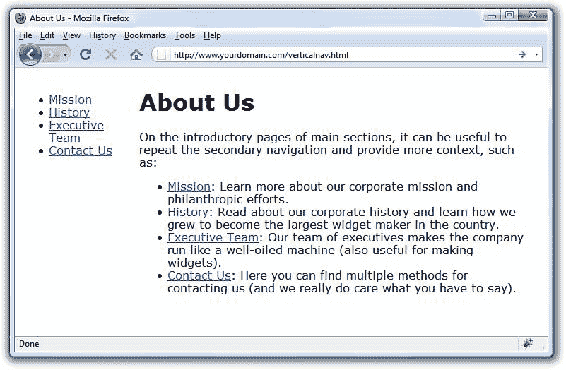 About Us - Mozilla Firefox
File Edit View History Bookmarks Tools Help
http://www.yourdomain.com/verticalnav.html
• Mission
• History
• Executive
Team
• Contact Us
About Us
On the introductory pages of main sections, it can be useful to
repeat the secondary navigation and provide more context, such
as:
• Mission: Learn more about our corporate mission and
philanthropic efforts.
• History: Read about our corporate history and learn how we
grew to become the largest widget maker in the country.
• Executive Team: Our team of executives makes the company
run like a well-oiled machine (also useful for making
widgets).
• Contact Us: Here you can find multiple methods for
contacting us (and we really do care what you have to say).
Done